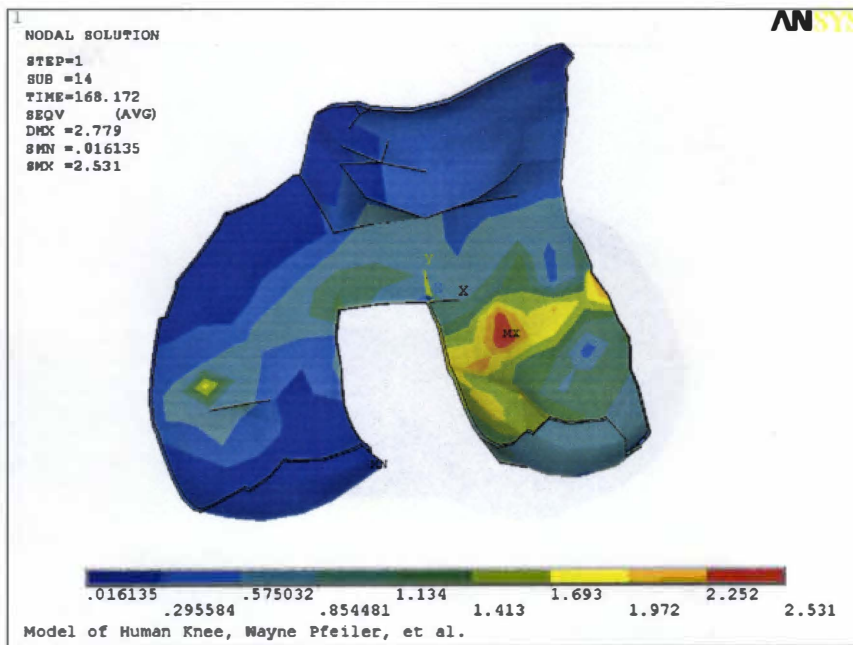 1
ANSYS
NODAL SOLUTION
STEP=1
SUB =14
TIME=168.172
SEQV (AVG)
DMX =2.779
SMN =.016135
SMX =2.531
Y
X
MX
MN
.016135 .575032 1.134 1.693 2.252
.295584 .854481 1.413 1.972 2.531
Model of Human Knee, Wayne Pfeiler, et al.